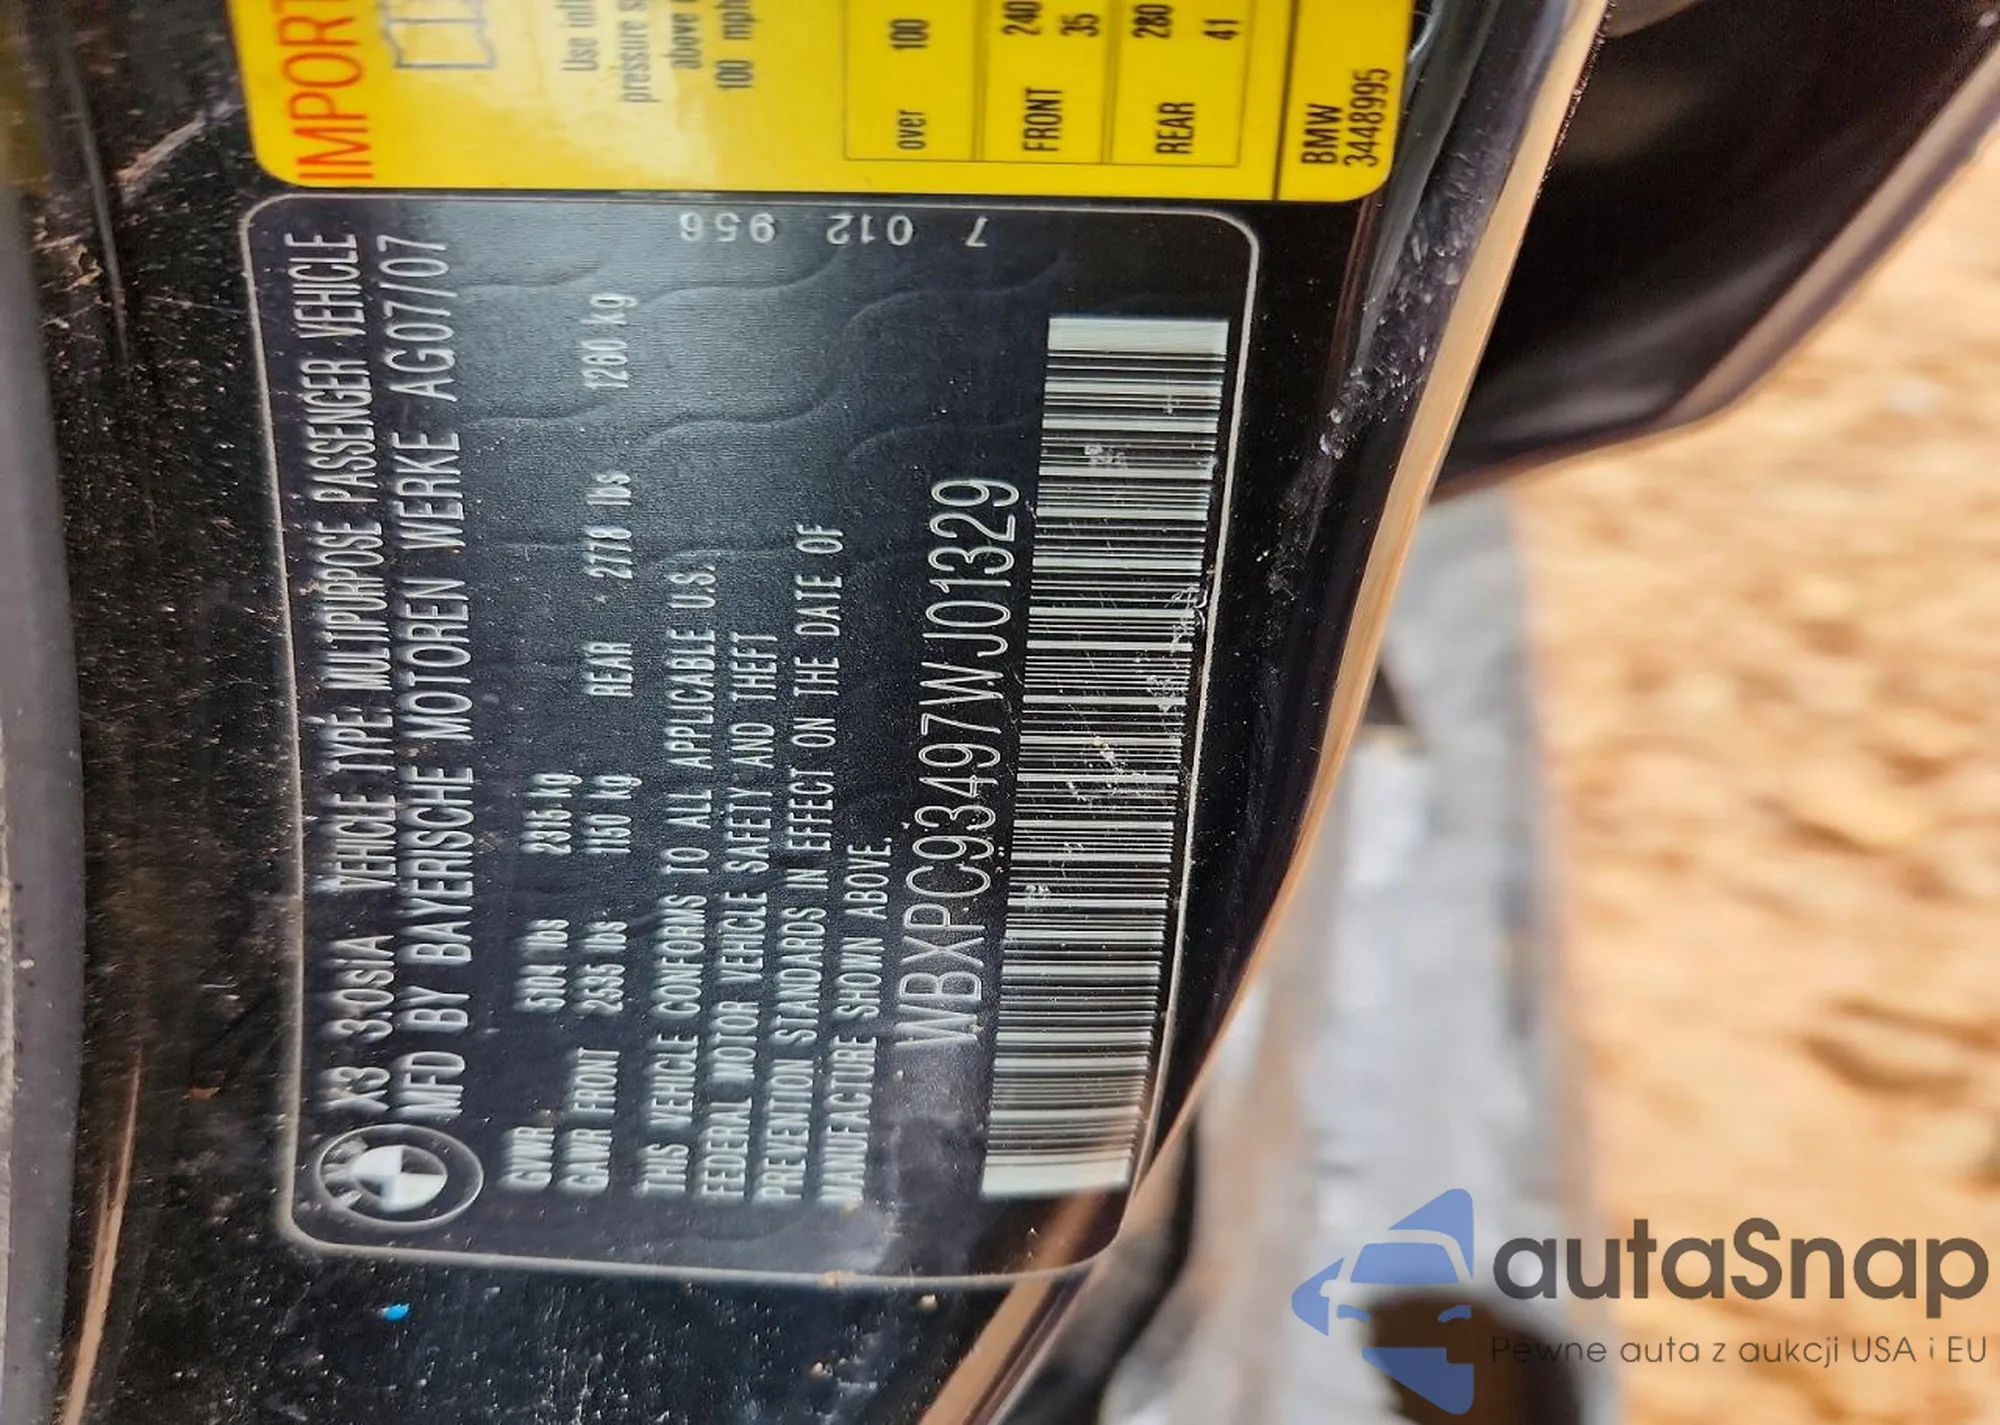 IMPORT
Use inf
pressure s
above
100 mph
over 100
FRONT 240
35
REAR 280
41
BMW
3448995
X3 3.0SIA VEHICLE TYPE: MULTIPURPOSE PASSENGER VEHICLE
MFD BY BAYERISCHE MOTOREN WERKE AG07/07
GVWR 5104 lbs 2315 kg
GAWR FRONT 2535 lbs 1150 kg REAR 2778 lbs 1260 kg
THIS VEHICLE CONFORMS TO ALL APPLICABLE U.S.
FEDERAL MOTOR VEHICLE SAFETY AND THEFT
PREVENTION STANDARDS IN EFFECT ON THE DATE OF
MANUFACTURE SHOWN ABOVE.
WBXPC93497WJ01329
7 012 956
autaSnap
Pewne auta z aukcji USA i EU